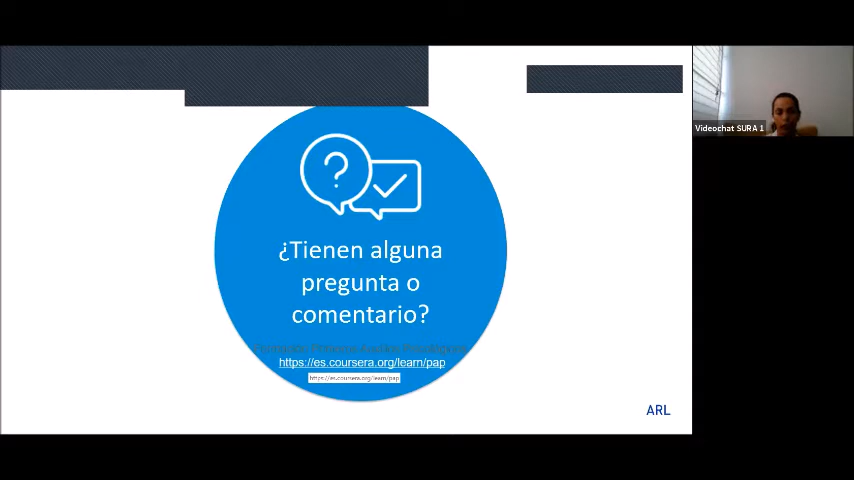 Videochat SURA 1
¿Tienen alguna
pregunta o
comentario?
https://es.coursera.org/learn/pap
https://es.coursera.org/learn/pap
ARL